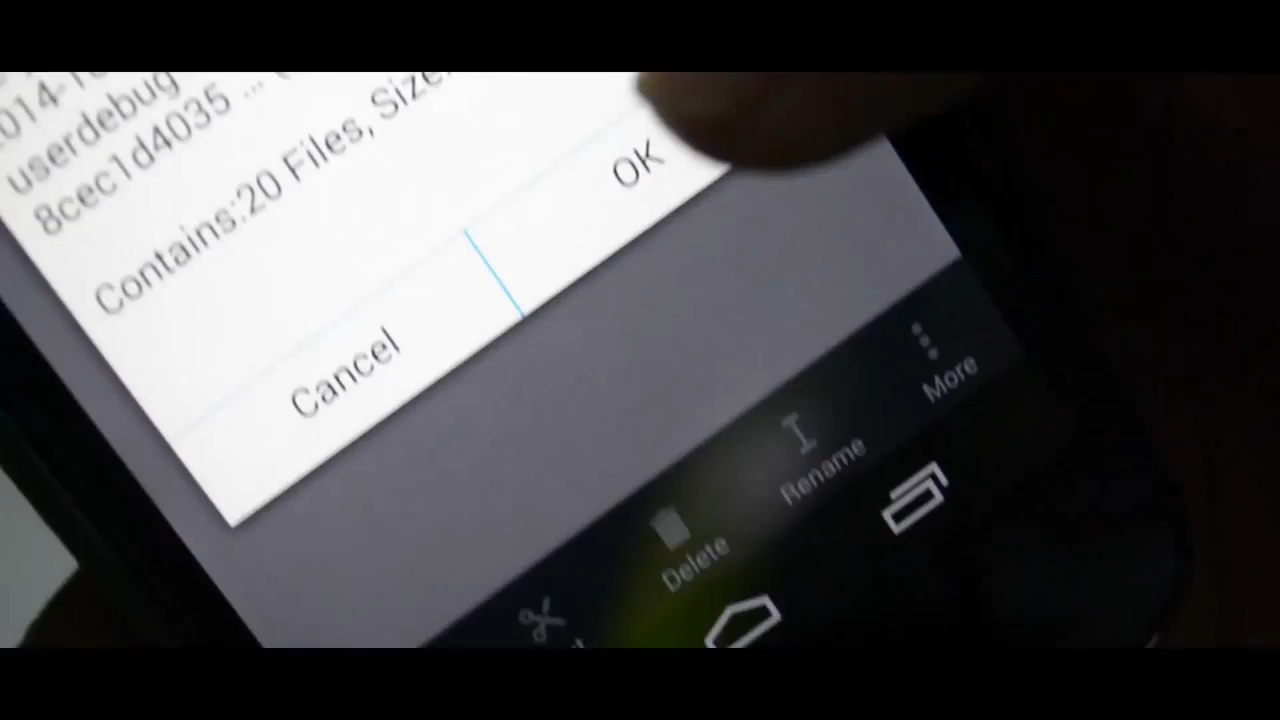 userdebug
8cec1d4035 ...
Contains:20 Files, Size:
Cancel
OK
More
Rename
Delete